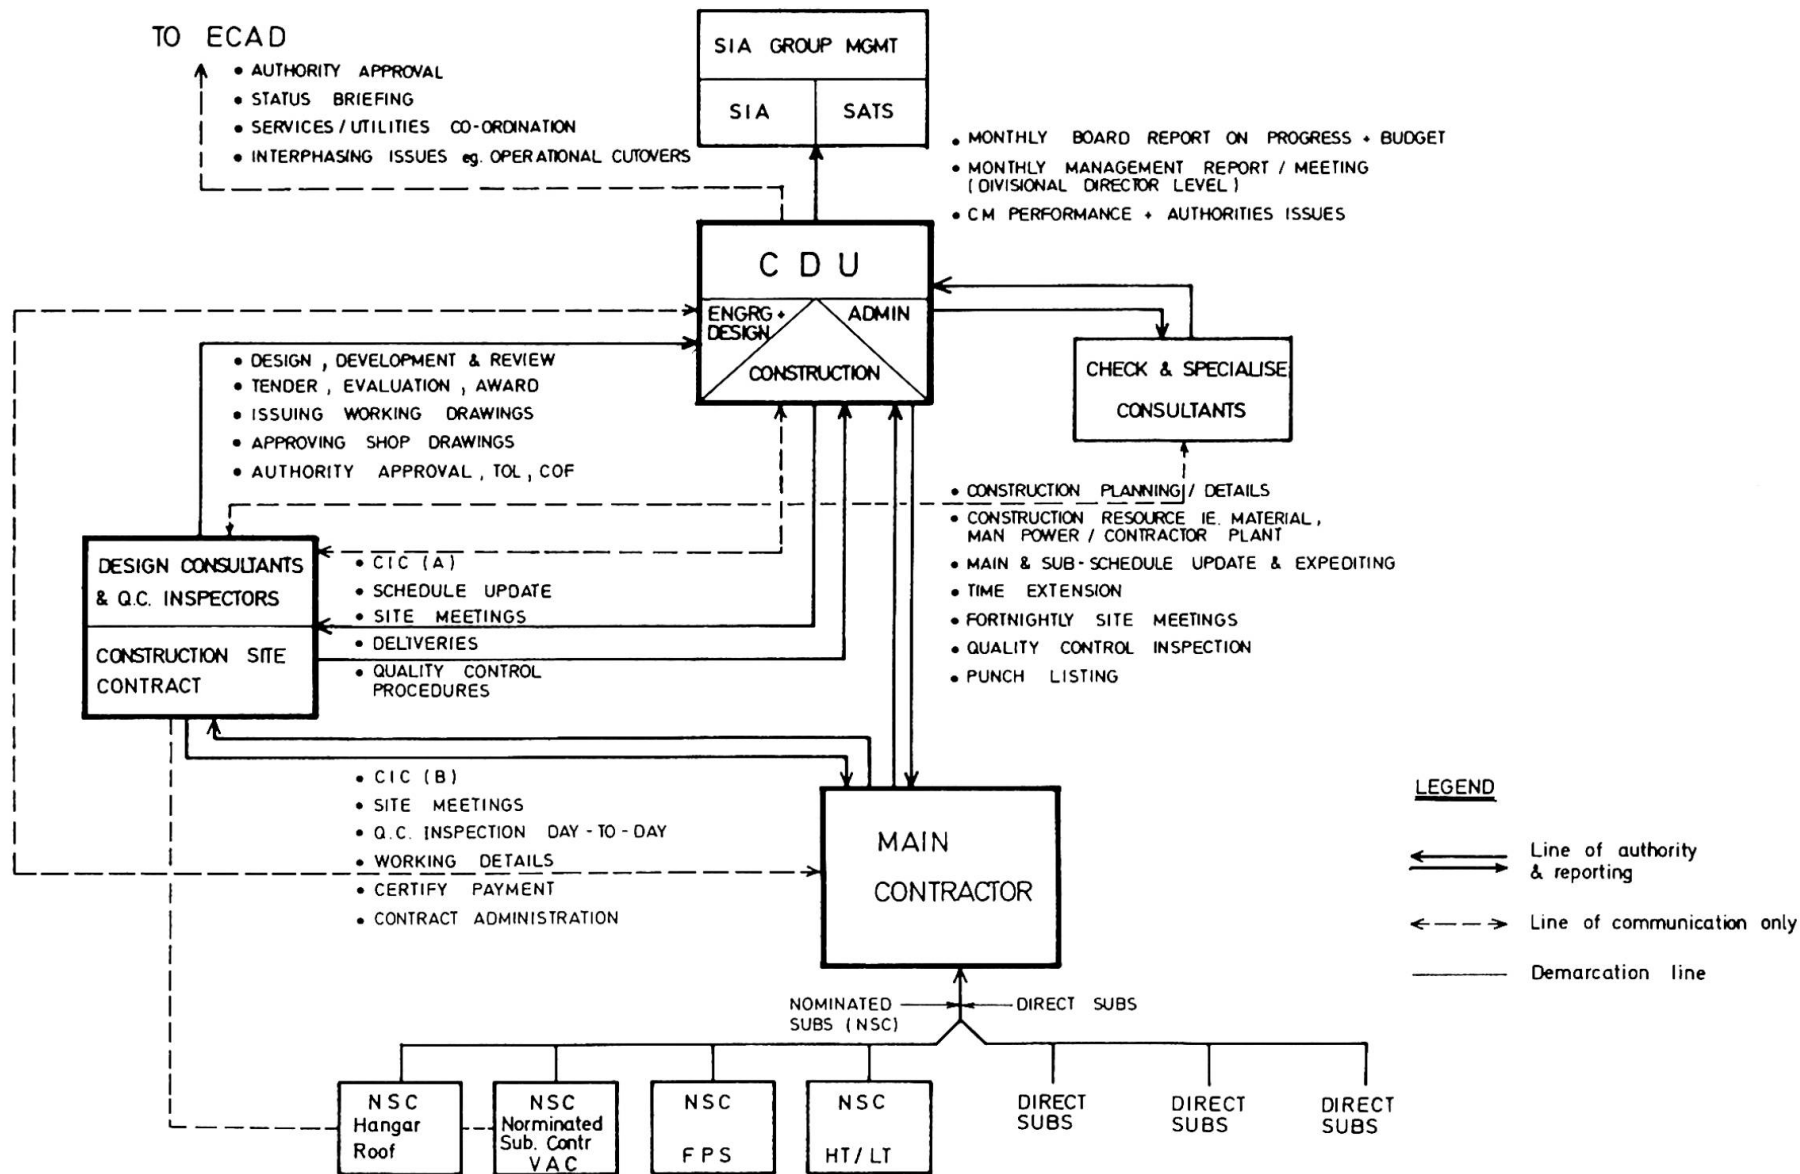 TO ECAD
• AUTHORITY APPROVAL
• STATUS BRIEFING
• SERVICES/UTILITIES CO-ORDINATION
• INTERPHASING ISSUES eg. OPERATIONAL CUTOVERS
SIA GROUP MGMT
SIA
SATS
• MONTHLY BOARD REPORT ON PROGRESS + BUDGET
• MONTHLY MANAGEMENT REPORT / MEETING
(DIVISIONAL DIRECTOR LEVEL)
• CM PERFORMANCE + AUTHORITIES ISSUES
CDU
ENGRG +
DESIGN
ADMIN
CONSTRUCTION
CHECK & SPECIALISE
CONSULTANTS
• DESIGN, DEVELOPMENT & REVIEW
• TENDER, EVALUATION, AWARD
• ISSUING WORKING DRAWINGS
• APPROVING SHOP DRAWINGS
• AUTHORITY APPROVAL, TOL, COF
• CONSTRUCTION PLANNING / DETAILS
• CONSTRUCTION RESOURCE IE. MATERIAL,
MAN POWER / CONTRACTOR PLANT
• MAIN & SUB-SCHEDULE UPDATE & EXPEDITING
• TIME EXTENSION
• FORTNIGHTLY SITE MEETINGS
• QUALITY CONTROL INSPECTION
• PUNCH LISTING
DESIGN CONSULTANTS
& Q.C. INSPECTORS
CONSTRUCTION SITE
CONTRACT
• CIC (A)
• SCHEDULE UPDATE
• SITE MEETINGS
• DELIVERIES
• QUALITY CONTROL
PROCEDURES
• CIC (B)
• SITE MEETINGS
• Q.C. INSPECTION DAY-TO-DAY
• WORKING DETAILS
• CERTIFY PAYMENT
• CONTRACT ADMINISTRATION
MAIN
CONTRACTOR
LEGEND
Line of authority
& reporting
Line of communication only
Demarcation line
NOMINATED
SUBS (NSC)
DIRECT SUBS
NSC
Hangar
Roof
NSC
Norminated
Sub. Contr
VAC
NSC
FPS
NSC
HT/LT
DIRECT
SUBS
DIRECT
SUBS
DIRECT
SUBS